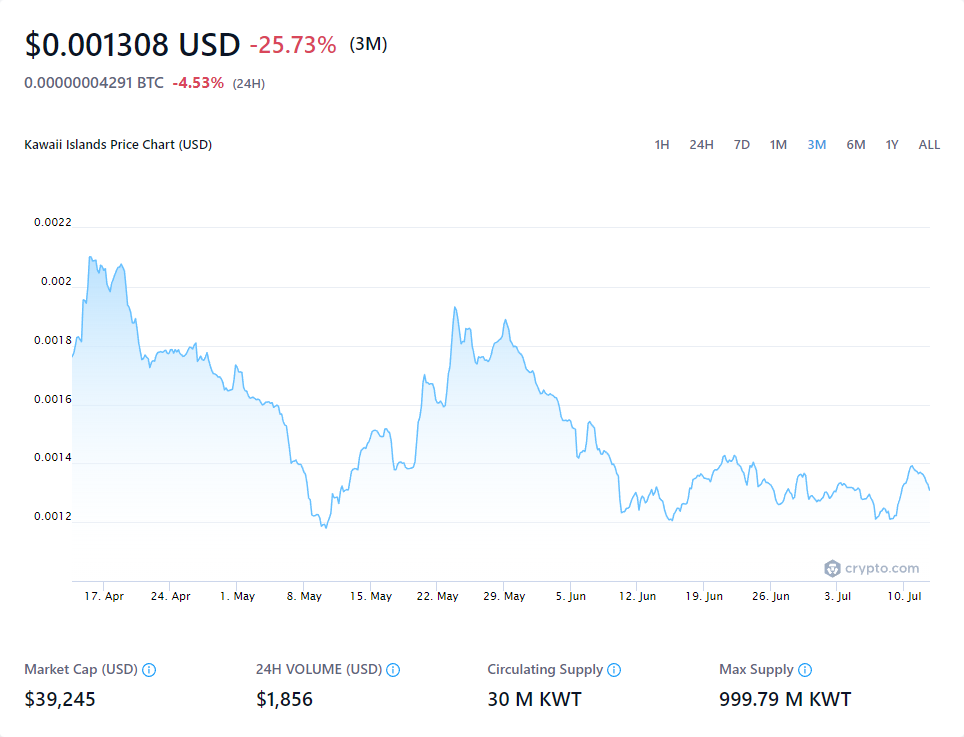 $0.001308 USD -25.73% (3M)
0.00000004291 BTC -4.53% (24H)
Kawaii Islands Price Chart (USD)
1H 24H 7D 1M 3M 6M 1Y ALL
0.0022
0.002
0.0018
0.0016
0.0014
0.0012
crypto.com
17. Apr 24. Apr 1. May 8. May 15. May 22. May 29. May 5. Jun 12. Jun 19. Jun 26. Jun 3. Jul 10. Jul
Market Cap (USD) 24H VOLUME (USD) Circulating Supply Max Supply
$39,245 $1,856 30 M KWT 999.79 M KWT